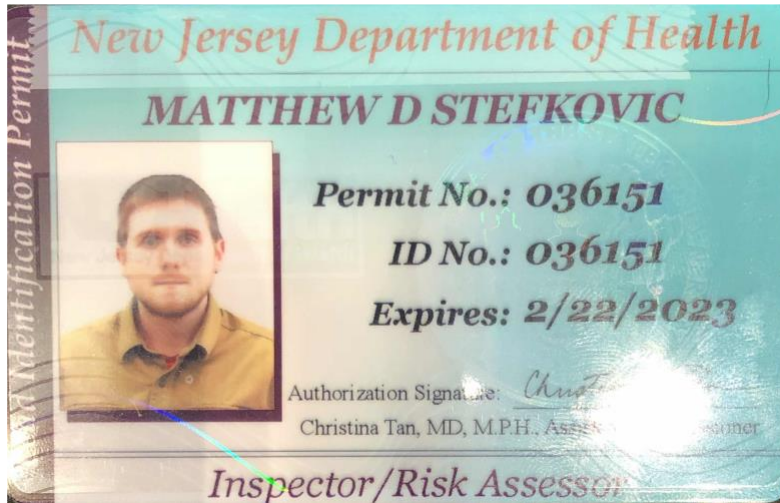 New Jersey Department of Health
MATTHEW D STEFKOVIC
Permit No.: 036151
ID No.: 036151
Expires: 2/22/2023
Authorization Signature:
Christina Tan, MD, M.P.H.,
Inspector/Risk Assessor
Identification Permit